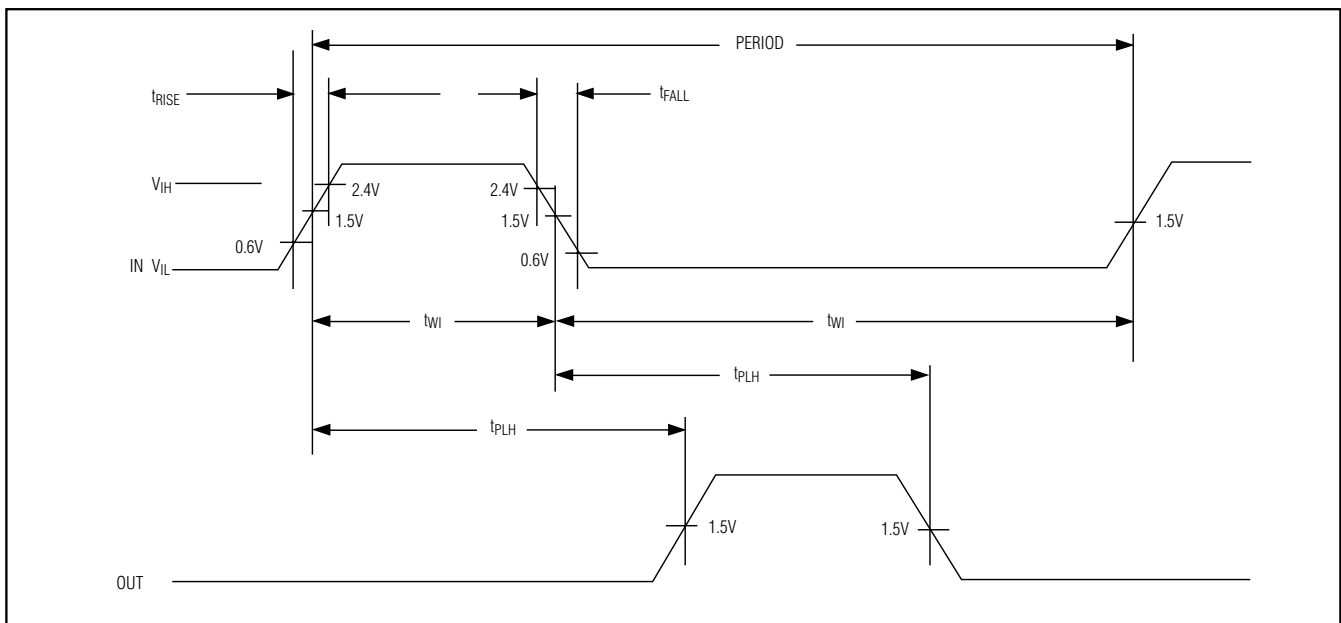 PERIOD
tRISE
tFALL
VIH
2.4V
2.4V
1.5V
1.5V
1.5V
0.6V
0.6V
IN VIL
tWI
tWI
tPLH
tPLH
1.5V
1.5V
OUT